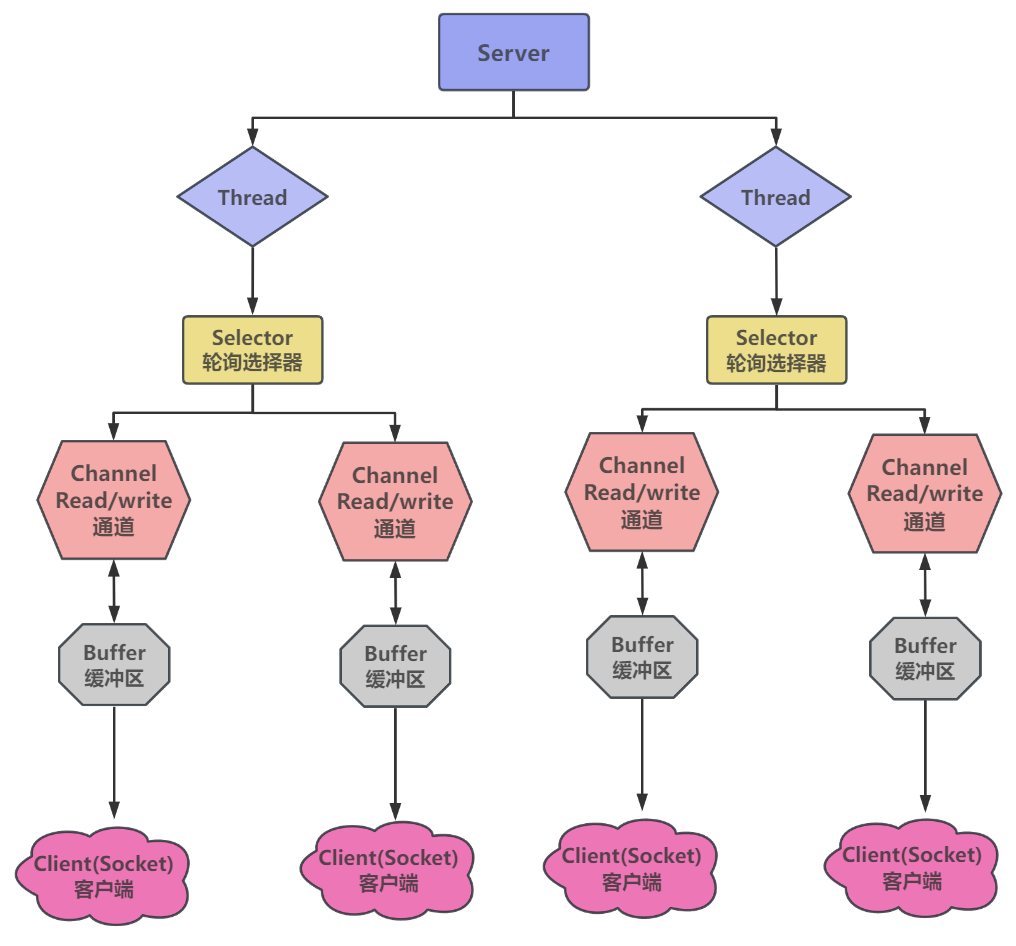 Server
Thread
Thread
Selector
轮询选择器
Selector
轮询选择器
Channel
Read/write
通道
Channel
Read/write
通道
Channel
Read/write
通道
Channel
Read/write
通道
Buffer
缓冲区
Buffer
缓冲区
Buffer
缓冲区
Buffer
缓冲区
Client(Socket)
客户端
Client(Socket)
客户端
Client(Socket)
客户端
Client(Socket)
客户端